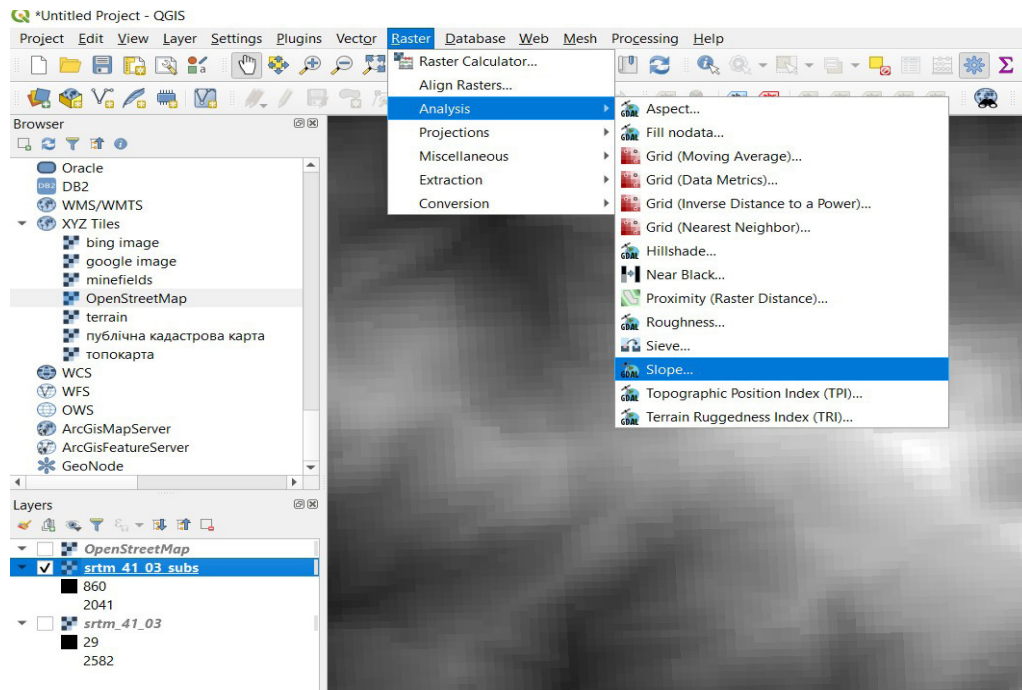 *Untitled Project - QGIS
Project Edit View Layer Settings Plugins Vector Raster Database Web Mesh Processing Help
Raster Calculator...
Align Rasters...
Analysis
Projections
Miscellaneous
Extraction
Conversion
Aspect...
Fill nodata...
Grid (Moving Average)...
Grid (Data Metrics)...
Grid (Inverse Distance to a Power)...
Grid (Nearest Neighbor)...
Hillshade...
Near Black...
Proximity (Raster Distance)...
Roughness...
Sieve...
Slope...
Topographic Position Index (TPI)...
Terrain Ruggedness Index (TRI)...
Browser
Oracle
DB2
WMS/WMTS
XYZ Tiles
bing image
google image
minefields
OpenStreetMap
terrain
публічна кадастрова карта
топокарта
WCS
WFS
OWS
ArcGisMapServer
ArcGisFeatureServer
GeoNode
Layers
OpenStreetMap
srtm_41_03_subs
860
2041
srtm_41_03
29
2582